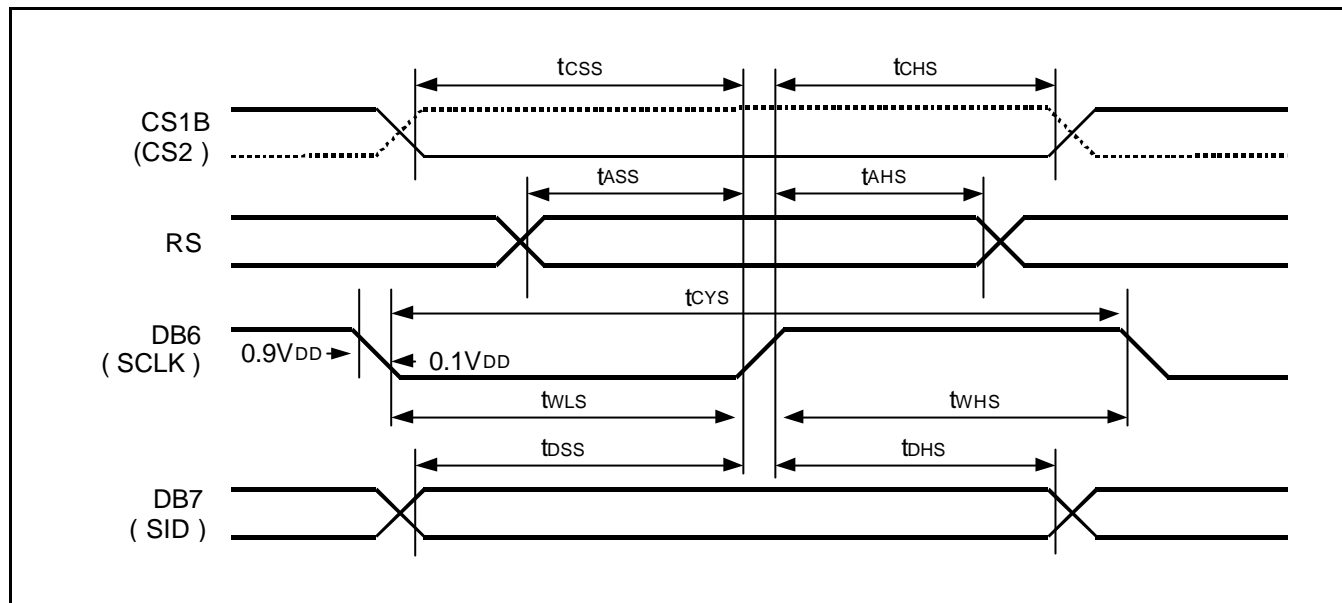 tCSS
tCHS
CS1B
(CS2 )
tASS
tAHS
RS
tCYS
DB6
( SCLK )
0.9VDD
0.1VDD
tWLS
tWHS
tDSS
tDHS
DB7
( SID )